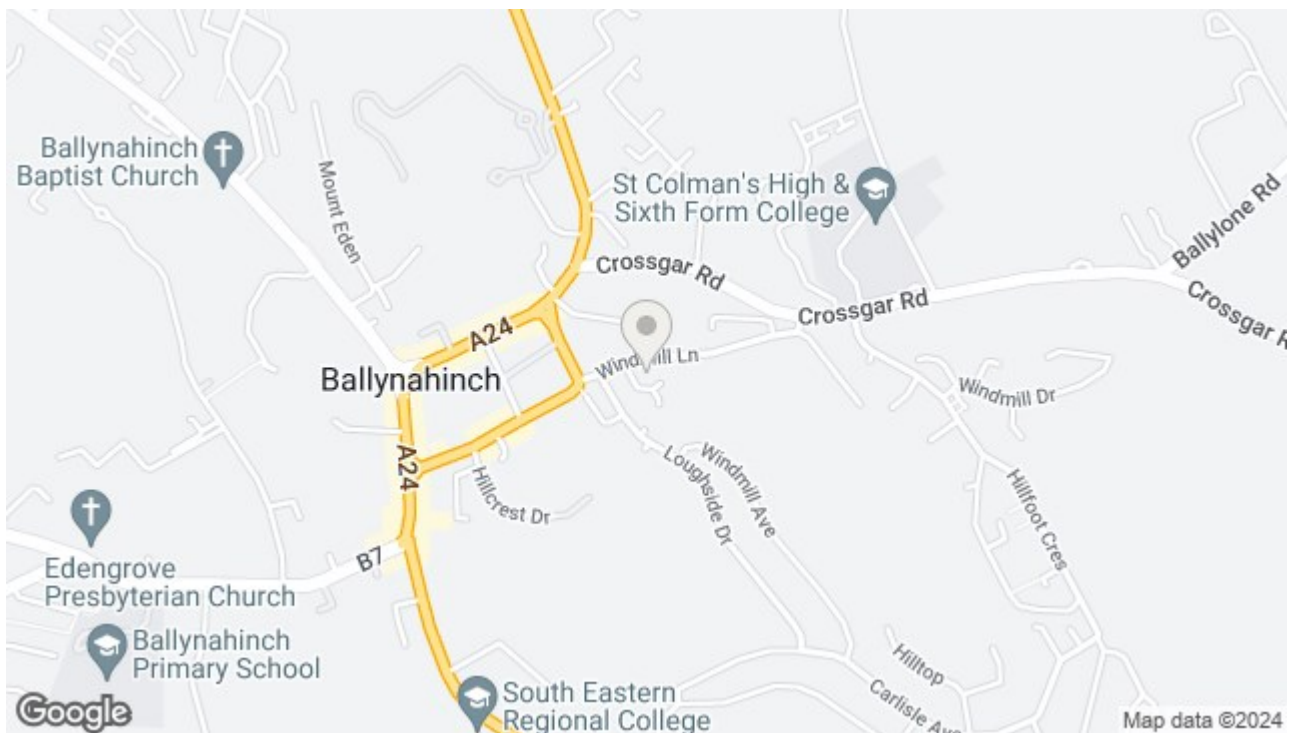 Ballynahinch
Baptist Church
Mount Eden
St Colman's High &
Sixth Form College
Ballylone Rd
Crossgar Rd
Crossgar Rd
Crossgar R
A24
Windmill Ln
Ballynahinch
Windmill Dr
A24
Hillcrest Dr
Loughside Dr
Windmill Ave
Hillfoot Cres
B7
Edengrove
Presbyterian Church
Ballynahinch
Primary School
Hilltop
Carlisle Av
South Eastern
Regional College
Google
Map data ©2024